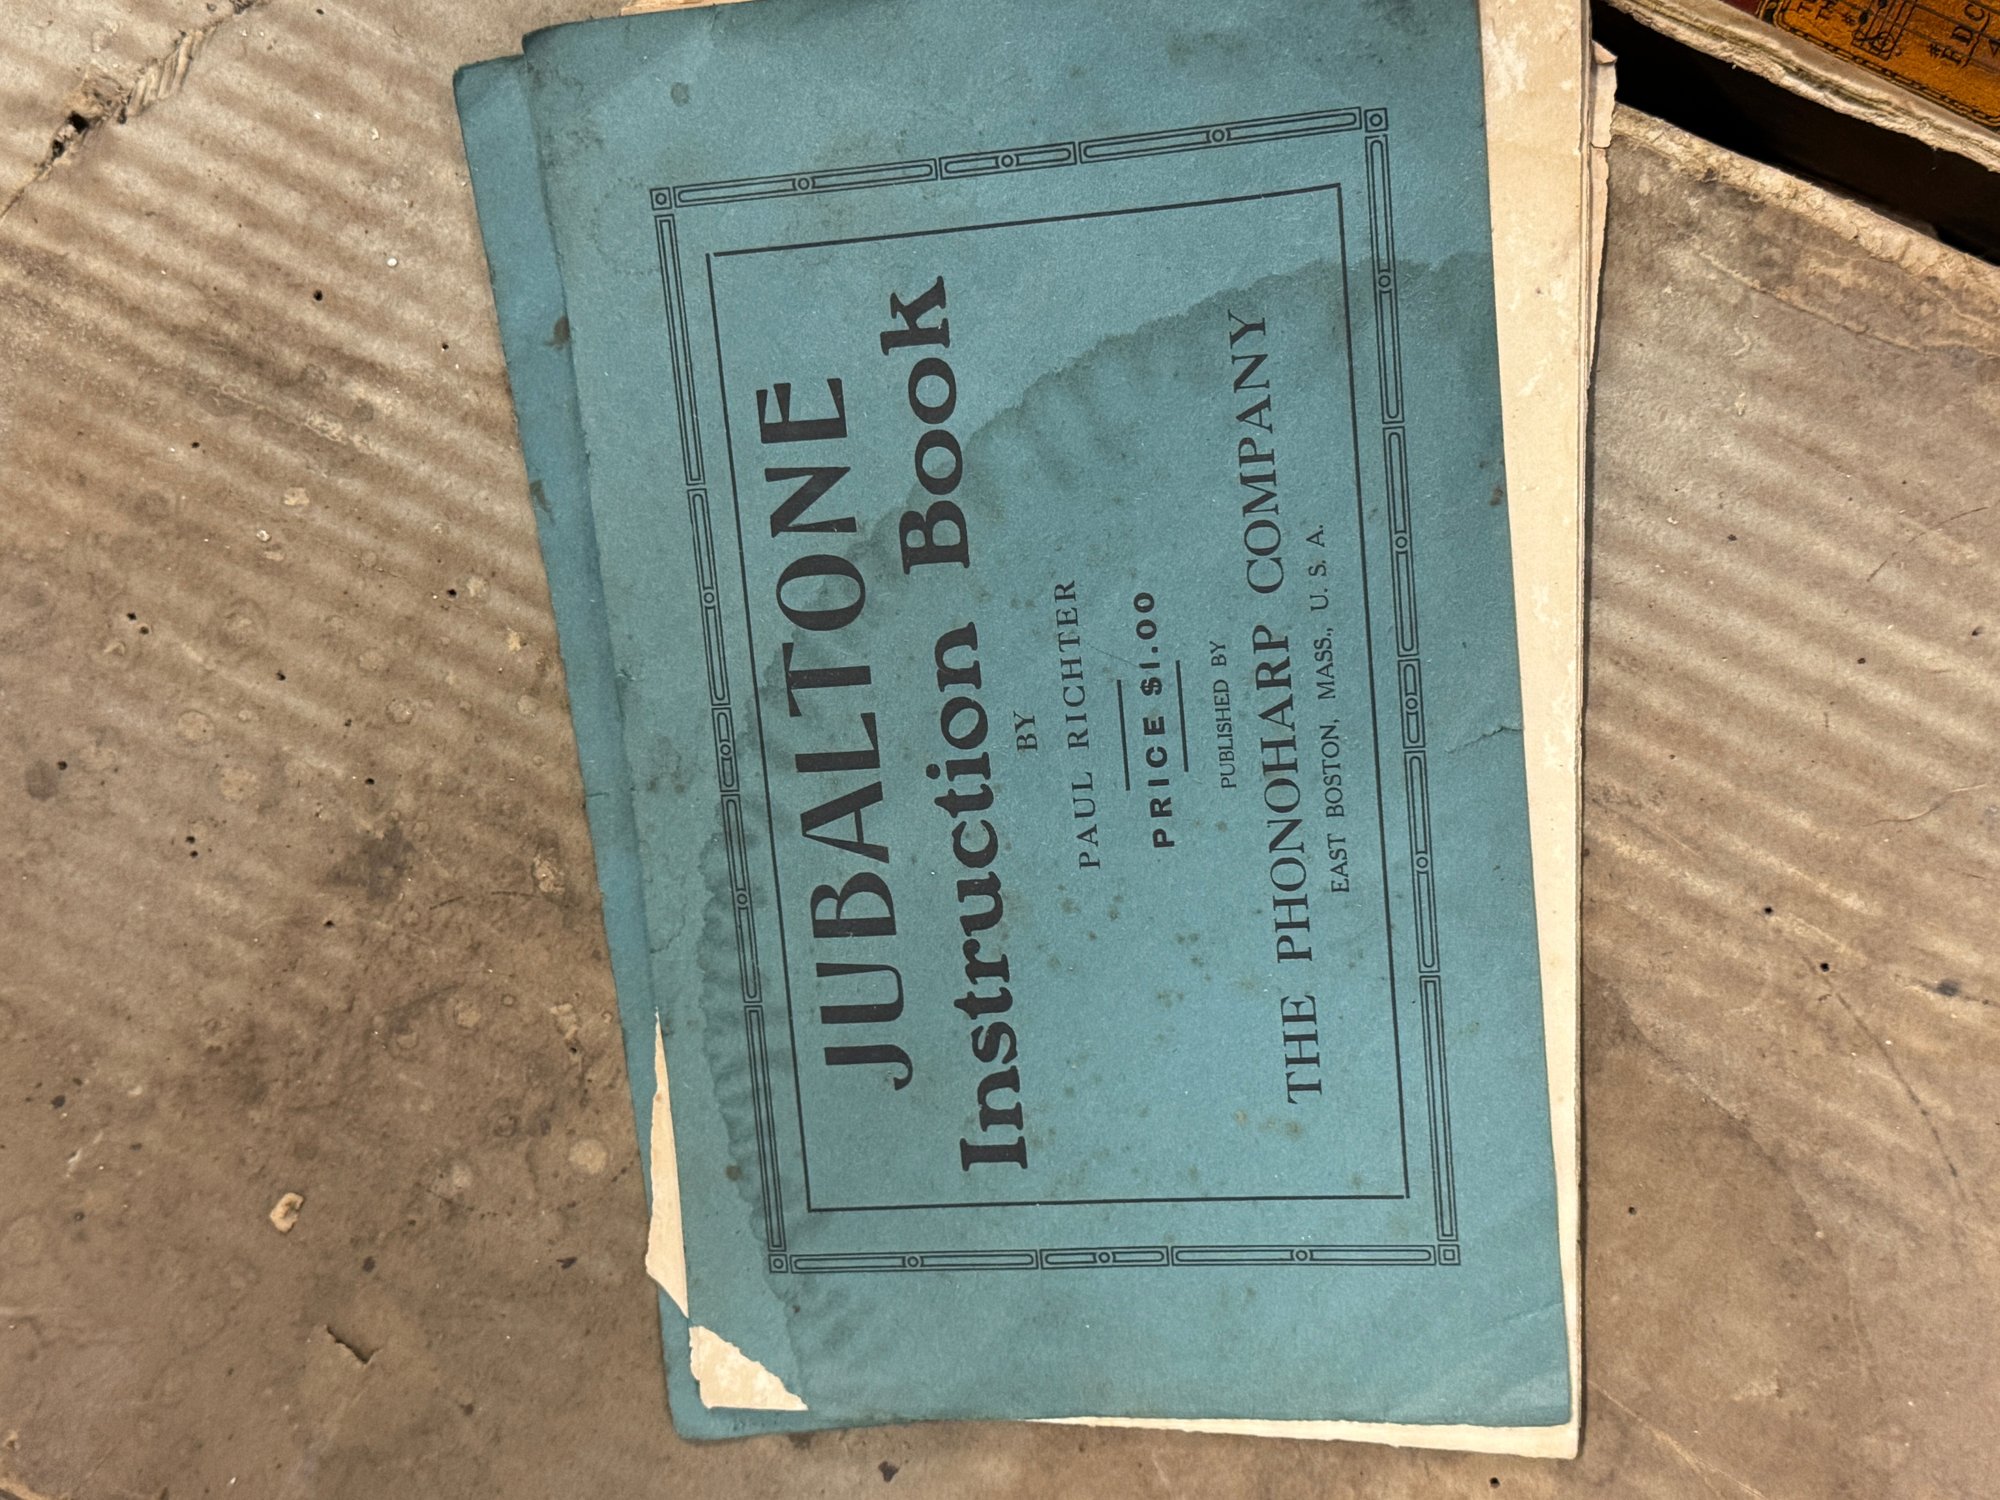 JUBALTONE
Instruction Book
BY
PAUL RICHTER
PRICE $1.00
PUBLISHED BY
THE PHONOHARP COMPANY
EAST BOSTON, MASS., U. S. A.